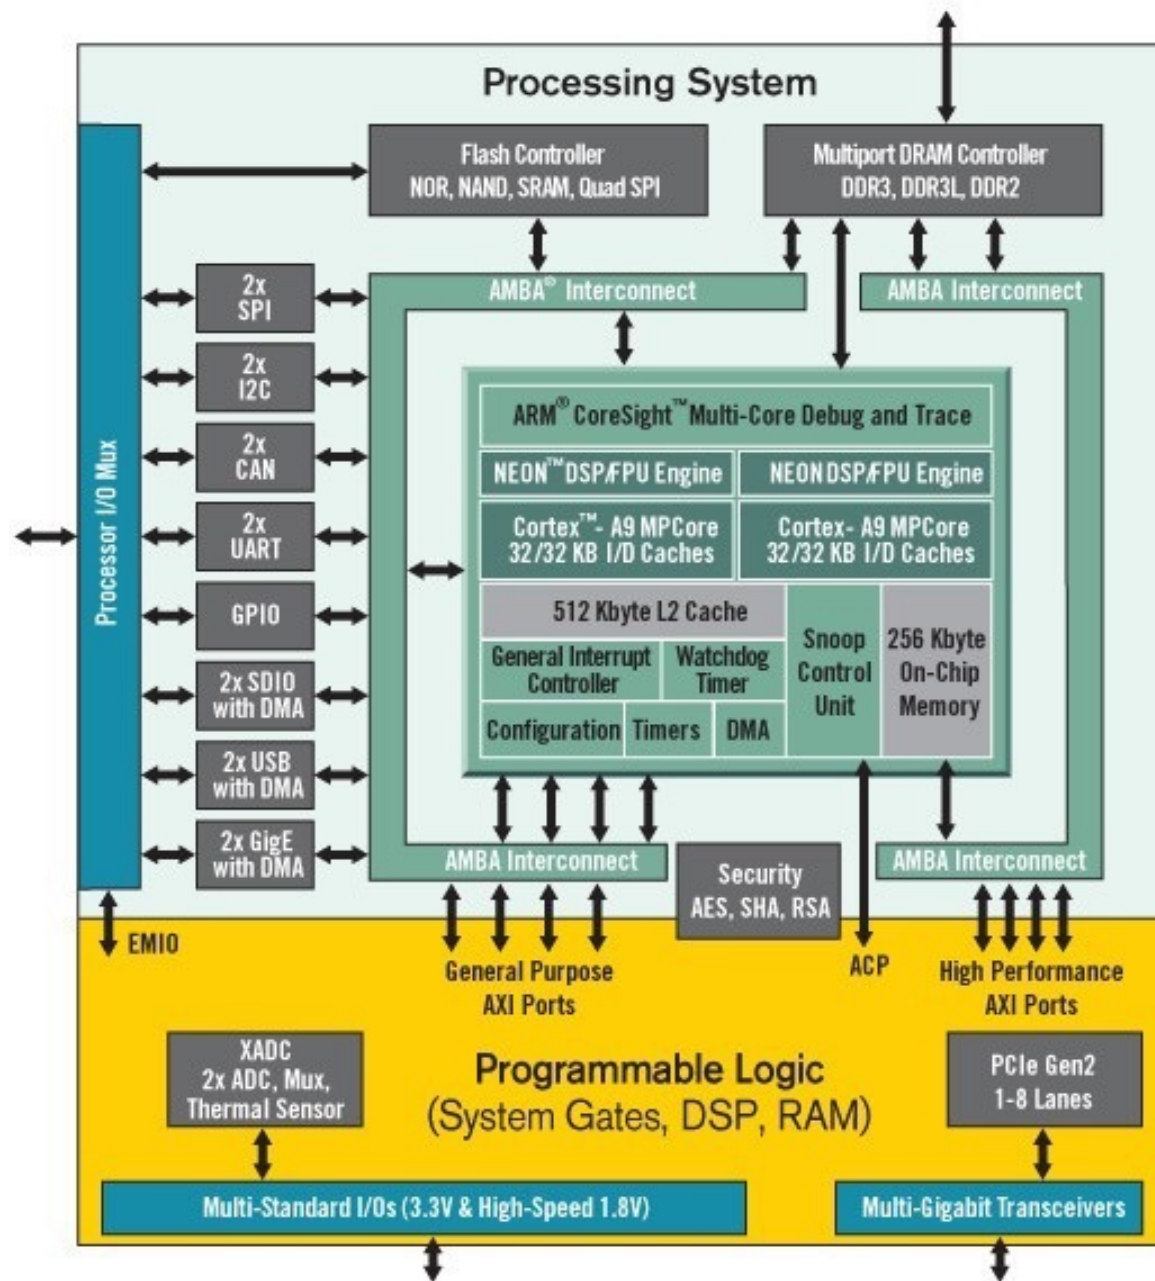 Processing System
Flash Controller
NOR, NAND, SRAM, Quad SPI
Multiport DRAM Controller
DDR3, DDR3L, DDR2
AMBA® Interconnect
AMBA Interconnect
Processor I/O Mux
2x
SPI
2x
I2C
2x
CAN
2x
UART
GPIO
2x SDIO
with DMA
2x USB
with DMA
2x GigE
with DMA
ARM® CoreSight™ Multi-Core Debug and Trace
NEON™ DSP/FPU Engine
NEON DSP/FPU Engine
Cortex™- A9 MPCore
32/32 KB I/D Caches
Cortex- A9 MPCore
32/32 KB I/D Caches
512 Kbyte L2 Cache
General Interrupt
Controller
Watchdog
Timer
Configuration
Timers
DMA
Snoop
Control
Unit
256 Kbyte
On-Chip
Memory
AMBA Interconnect
Security
AES, SHA, RSA
AMBA Interconnect
EMIO
General Purpose
AXI Ports
ACP
High Performance
AXI Ports
XADC
2x ADC, Mux,
Thermal Sensor
Programmable Logic
(System Gates, DSP, RAM)
PCIe Gen2
1-8 Lanes
Multi-Standard I/Os (3.3V & High-Speed 1.8V)
Multi-Gigabit Transceivers